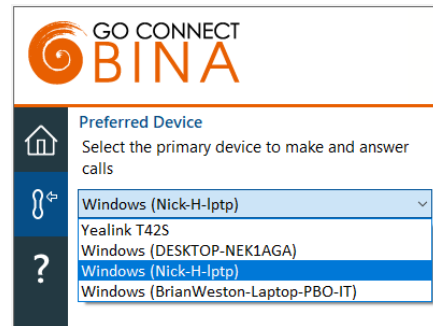 GO CONNECT
BINA
Preferred Device
Select the primary device to make and answer
calls
Windows (Nick-H-lptp)
Yealink T42S
Windows (DESKTOP-NEK1AGA)
Windows (Nick-H-lptp)
Windows (BrianWeston-Laptop-PBO-IT)
?